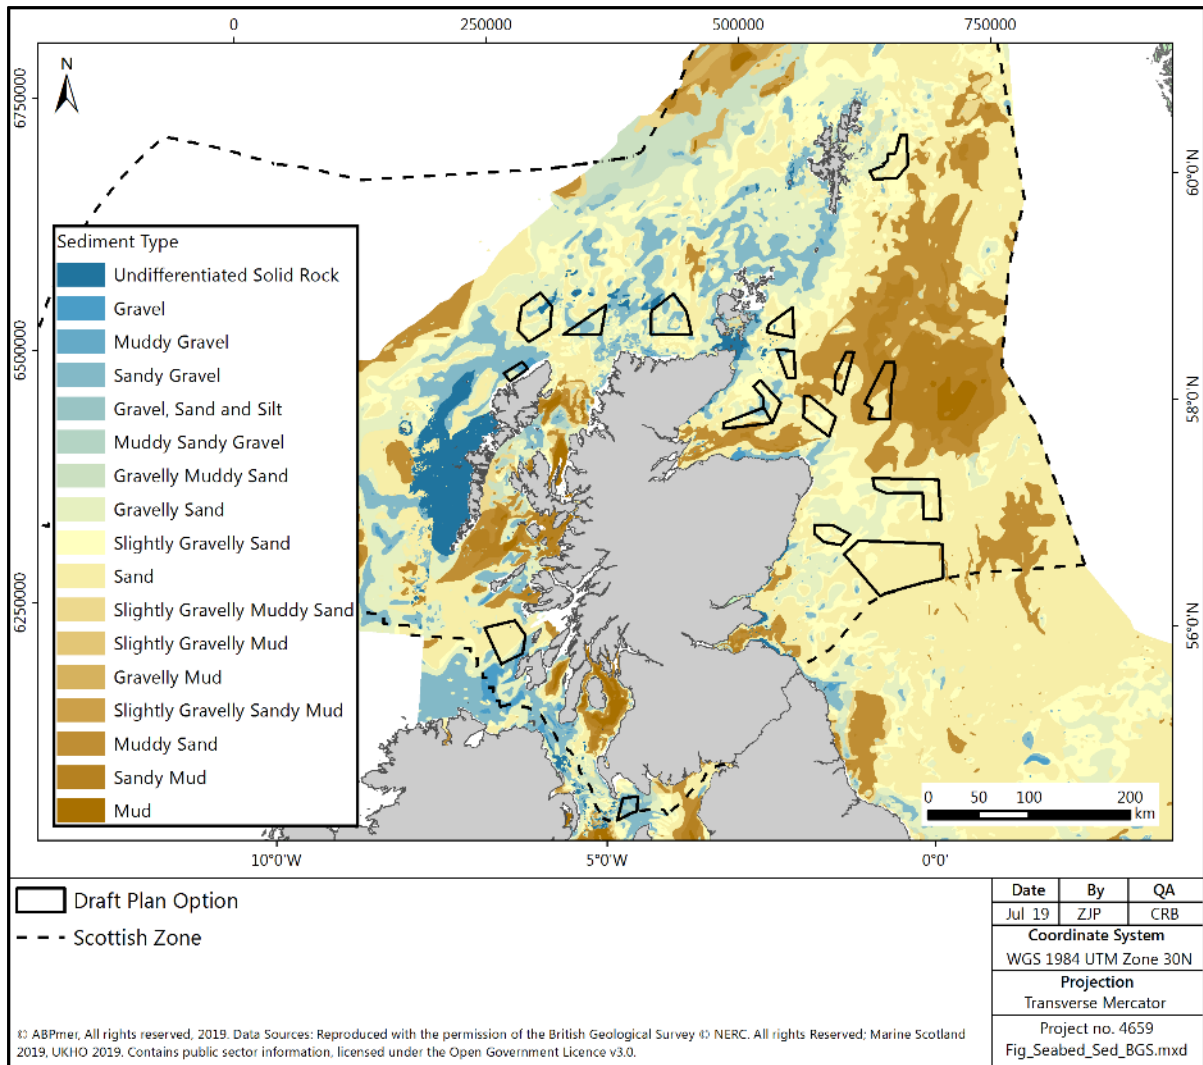 0
250000
500000
750000
N
6750000
6500000
6250000
60°0'N
58°0'N
56°0'N
Sediment Type
Undifferentiated Solid Rock
Gravel
Muddy Gravel
Sandy Gravel
Gravel, Sand and Silt
Muddy Sandy Gravel
Gravelly Muddy Sand
Gravelly Sand
Slightly Gravelly Sand
Sand
Slightly Gravelly Muddy Sand
Slightly Gravelly Mud
Gravelly Mud
Slightly Gravelly Sandy Mud
Muddy Sand
Sandy Mud
Mud
0 50 100 200
km
10°0'W
5°0'W
0°0'
Draft Plan Option
Scottish Zone
Date By QA
Jul 19 ZJP CRB
Coordinate System
WGS 1984 UTM Zone 30N
Projection
Transverse Mercator
Project no. 4659
Fig_Seabed_Sed_BGS.mxd
© ABPmer, All rights reserved, 2019. Data Sources: Reproduced with the permission of the British Geological Survey © NERC. All rights Reserved; Marine Scotland
2019, UKHO 2019. Contains public sector information, licensed under the Open Government Licence v3.0.